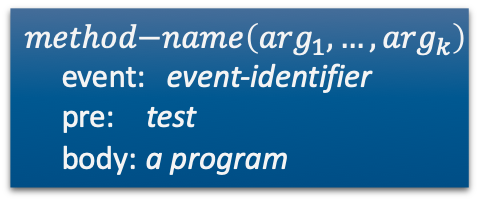 method−name(arg₁, …, argₖ)
event: event-identifier
pre: test
body: a program